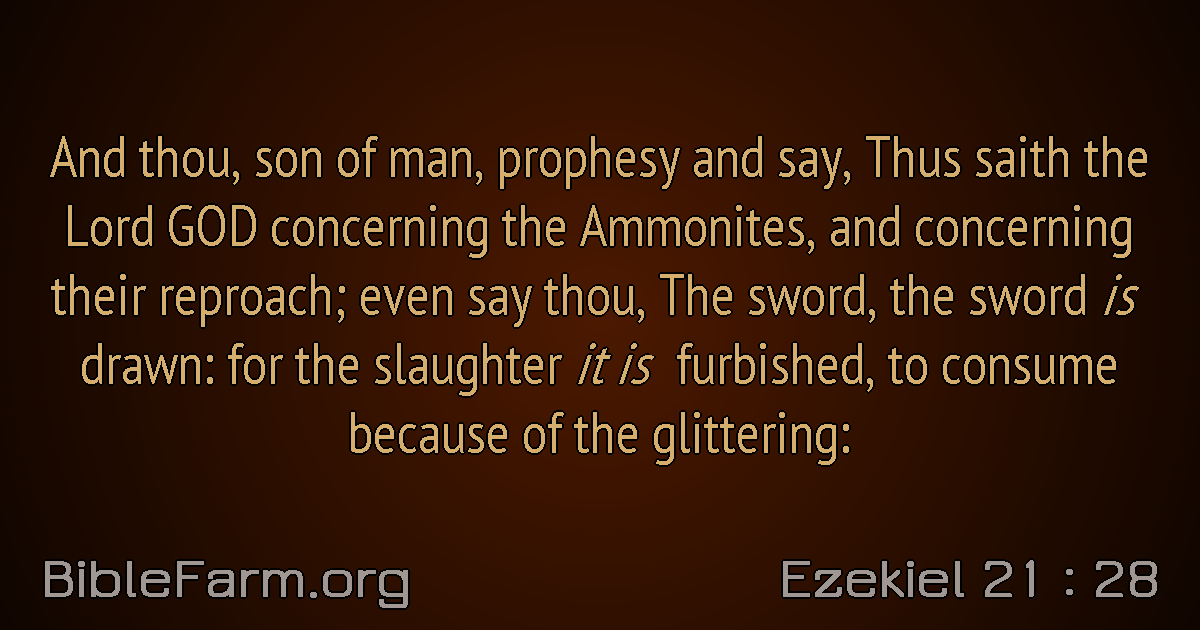 And thou, son of man, prophesy and say, Thus saith the
Lord GOD concerning the Ammonites, and concerning
their reproach; even say thou, The sword, the sword is
drawn: for the slaughter it is furbished, to consume
because of the glittering:
BibleFarm.org
Ezekiel 21 : 28